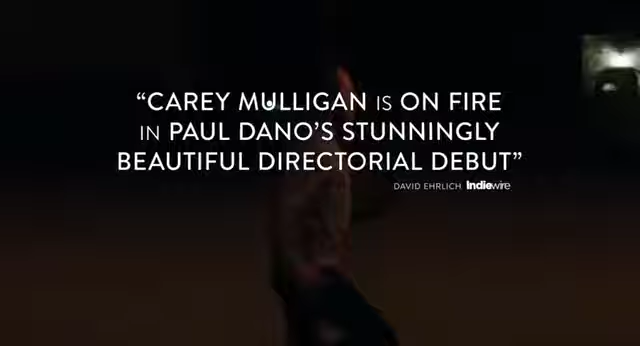 “CAREY MULLIGAN IS ON FIRE
IN PAUL DANO’S STUNNINGLY
BEAUTIFUL DIRECTORIAL DEBUT”
DAVID EHRLICH Indiewire